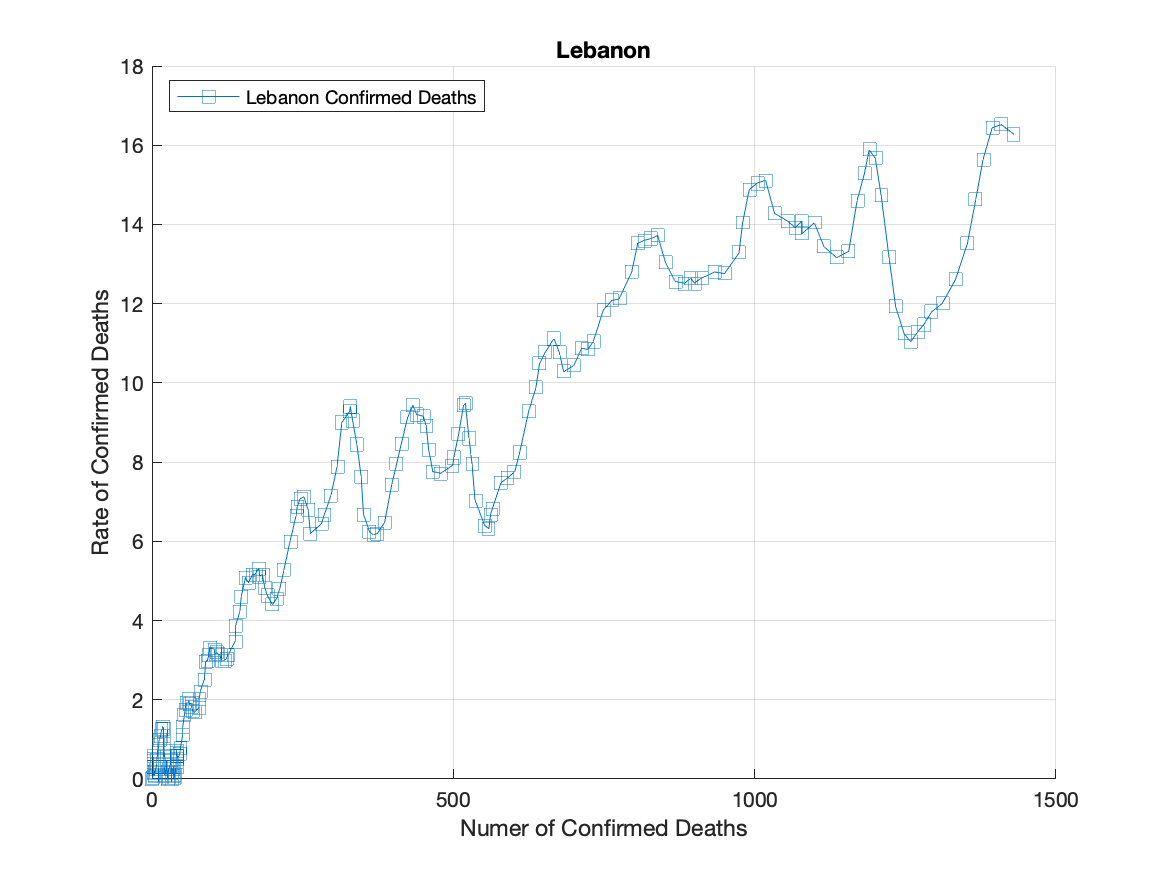 Lebanon
Lebanon Confirmed Deaths
18
16
14
12
10
8
6
4
2
0
Rate of Confirmed Deaths
0 500 1000 1500
Numer of Confirmed Deaths